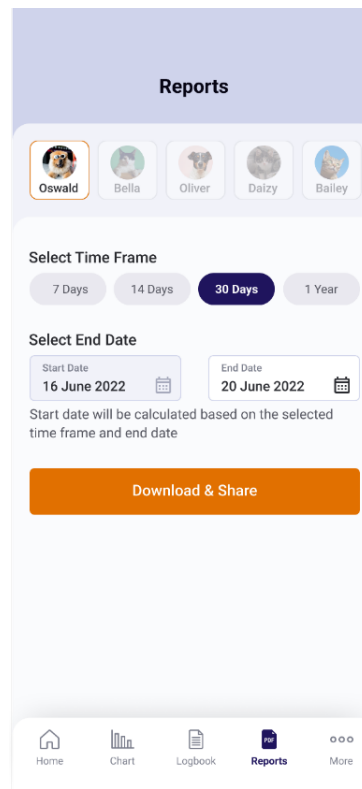 Reports
Oswald Bella Oliver Daizy Bailey
Select Time Frame
7 Days 14 Days 30 Days 1 Year
Select End Date
Start Date End Date
16 June 2022 20 June 2022
Start date will be calculated based on the selected
time frame and end date
Download & Share
PDF
Home Chart Logbook Reports More